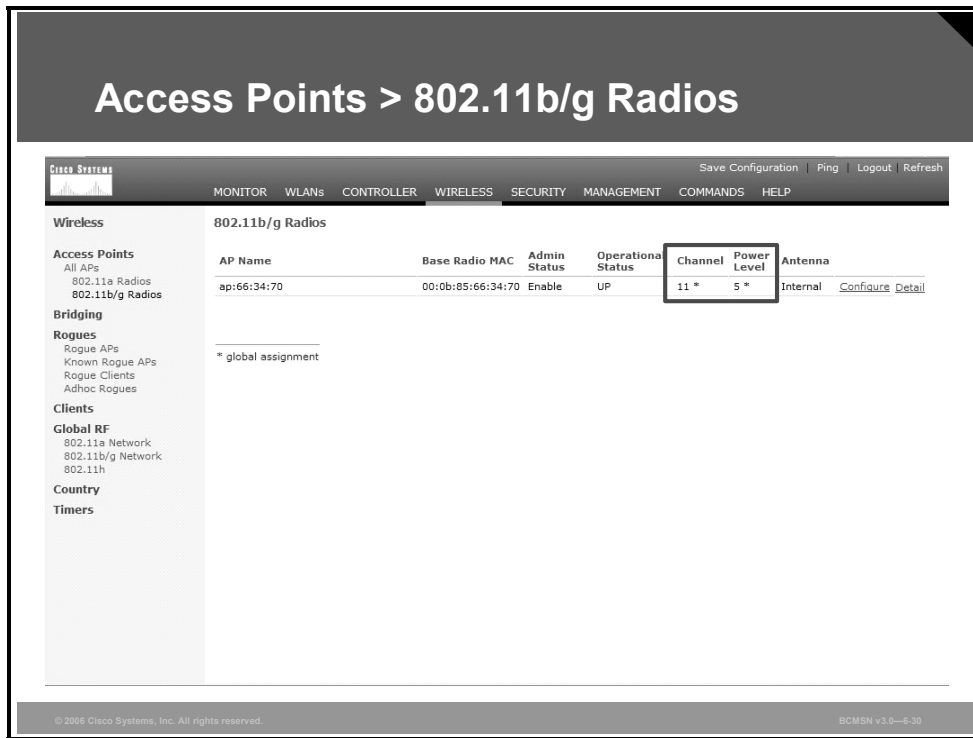 Access Points > 802.11b/g Radios
CISCO SYSTEMS
Save Configuration | Ping | Logout | Refresh
MONITOR WLANs CONTROLLER WIRELESS SECURITY MANAGEMENT COMMANDS HELP
Wireless
Access Points
All APs
802.11a Radios
802.11b/g Radios
Bridging
Rogues
Rogue APs
Known Rogue APs
Rogue Clients
Adhoc Rogues
Clients
Global RF
802.11a Network
802.11b/g Network
802.11h
Country
Timers
802.11b/g Radios
AP Name Base Radio MAC Admin Status Operational Status Channel Power Level Antenna
ap:66:34:70 00:0b:85:66:34:70 Enable UP 11 * 5 * Internal Configure Detail
* global assignment
© 2006 Cisco Systems, Inc. All rights reserved. BCMSN v3.0—6-30